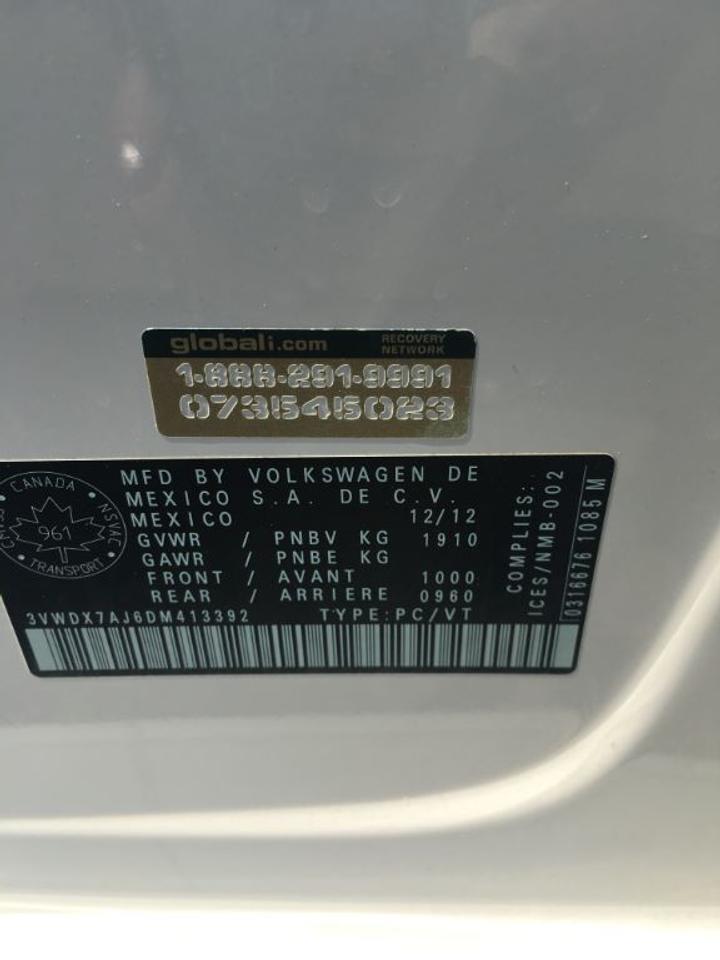 globali.com RECOVERY NETWORK
1-888-291-9991
07354545023
CANADA
961
TRANSPORT
NSVAC
MFD BY VOLKSWAGEN DE
MEXICO S.A. DE C.V.
MEXICO 12/12
GVWR / PNBV KG 1910
GAWR / PNBE KG
FRONT / AVANT 1000
REAR / ARRIERE 0960
3VWDX7AJ6DM413392 TYPE:PC/VT
COMPLIES:
ICES/NMB-002
0316676 1085 M